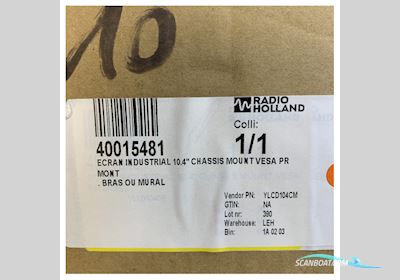 10
RADIO
HOLLAND
Colli:
40015481
1/1
ECRAN INDUSTRIAL 10.4" CHASSIS MOUNT VESA PR
MONT
. BRAS OU MURAL
Vendor PN: YLCD104CM
GTIN: NA
Lot nr: 390
Warehouse: LEH
Bin: 1A 02 03
SCANBOAT.COM